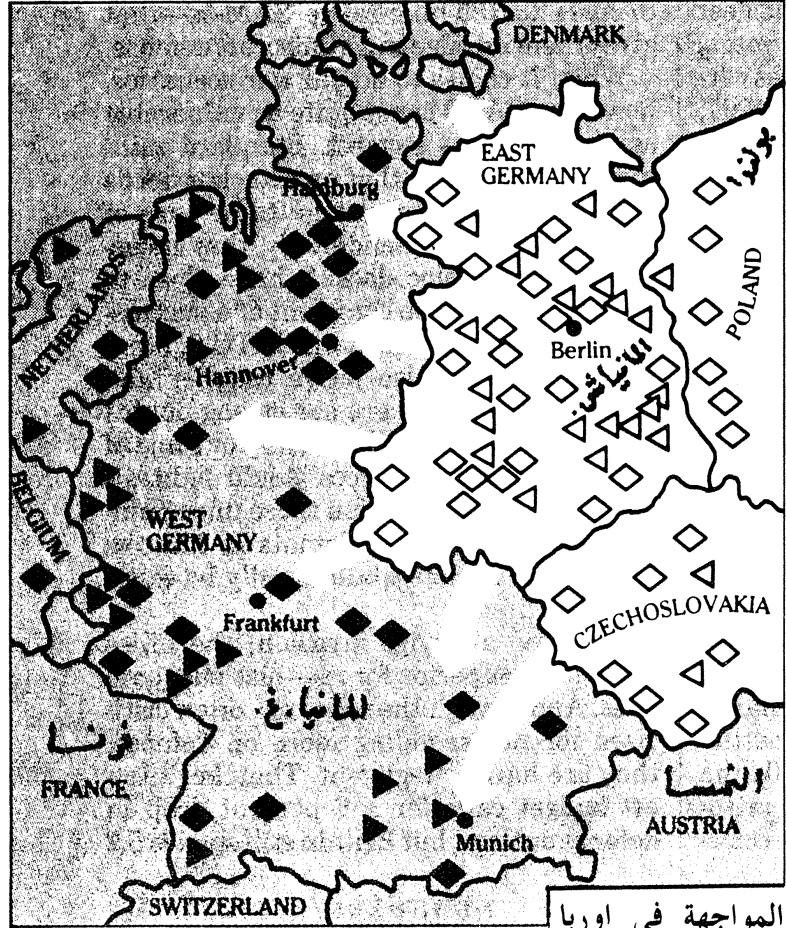 DENMARK
EAST
GERMANY
بولندا
Hamburg
NETHERLANDS
POLAND
Berlin
المانيا ش.
Hannover
BELGIUM
WEST
GERMANY
CZECHOSLOVAKIA
Frankfurt
المانيا.غ.
فرنسا
FRANCE
النمسا
AUSTRIA
Munich
SWITZERLAND
المواجهة في اوربا